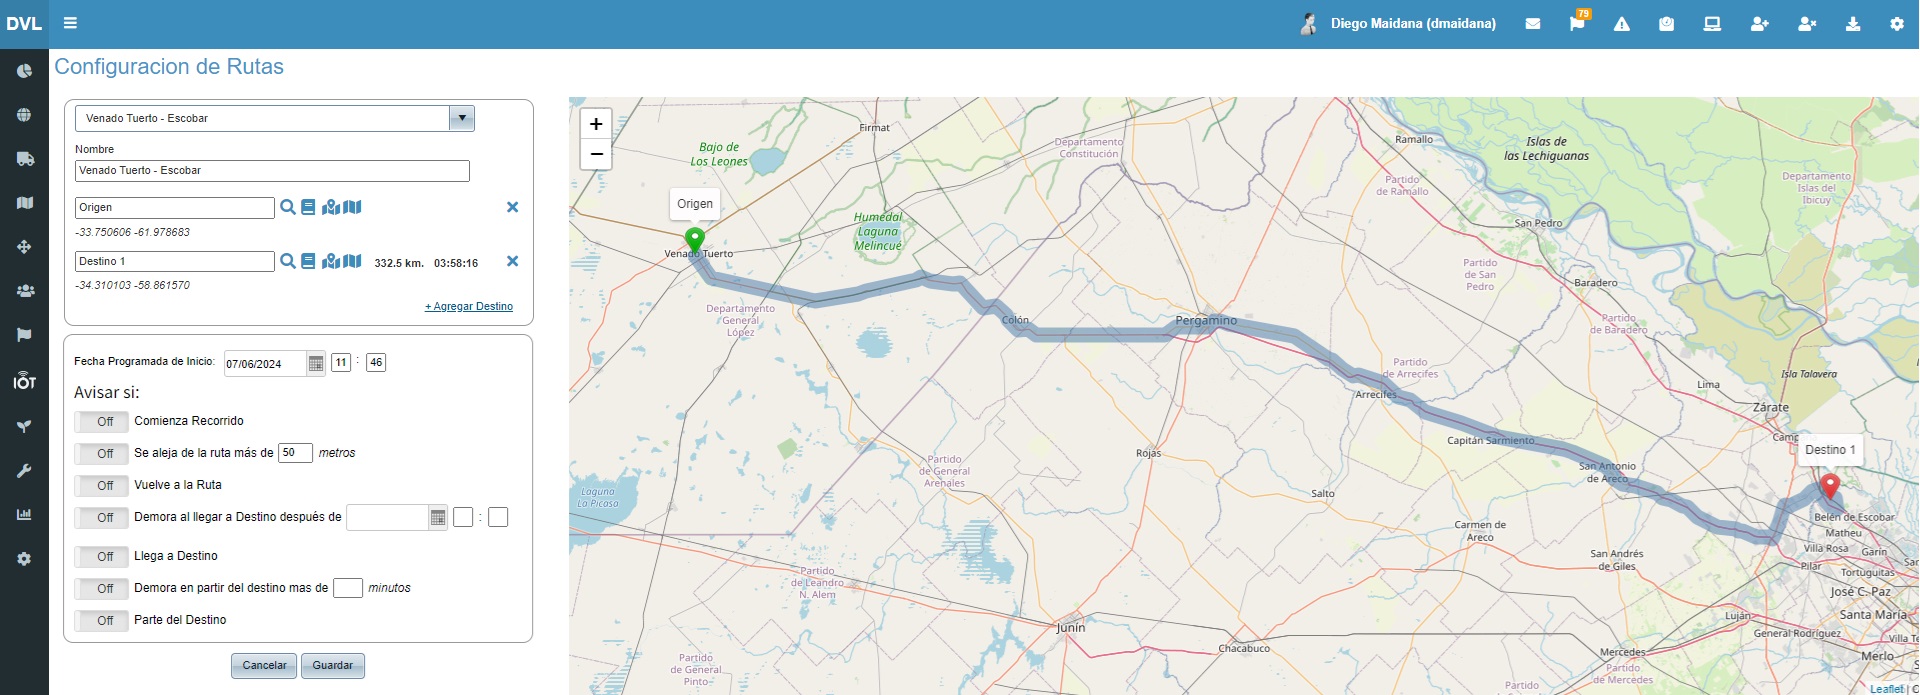 DVL
Diego Maidana (dmaidana)
79
Configuracion de Rutas
Venado Tuerto - Escobar
Nombre
Venado Tuerto - Escobar
Origen
-33.750606 -61.978683
Destino 1
332.5 km. 03:58:16
-34.310103 -58.861570
+ Agregar Destino
Fecha Programada de Inicio: 07/06/2024 11 : 46
Avisar si:
Off Comienza Recorrido
Off Se aleja de la ruta más de 50 metros
Off Vuelve a la Ruta
Off Demora al llegar a Destino después de :
Off Llega a Destino
Off Demora en partir del destino mas de minutos
Off Parte del Destino
Cancelar Guardar
IOT
+
−
Firmat
Bajo de
Los Leones
Departamento
Constitución
Ramallo
Islas de
las Lechiguanas
Partido
de Ramallo
Departamento
Islas del
Ibicuy
Origen
Humedal
Laguna
Melincué
San Pedro
Venado Tuerto
Partido
de San
Pedro
Baradero
Departamento
General
López
Colón
Pergamino
Partido
de Baradero
Partido
de Arrecifes
Isla Talavera
Lima
Arrecifes
Zárate
Capitán Sarmiento
Camp
Destino 1
Rojas
Partido
de General
Arenales
San Antonio
de Areco
Laguna
La Picasa
Salto
Belén de Escobar
Carmen de
Areco
Matheu
Villa Rosa
Garín
San Andrés
de Giles
Pilar
Tortuguitas
Partido
de Leandro
N. Alem
José C. Paz
Luján
Santa María
Junín
General Rodríguez
Villa Te
Chacabuco
Mercedes
Merlo
Partido
de General
Pinto
Partido
de Mercedes
Partido
Leaflet